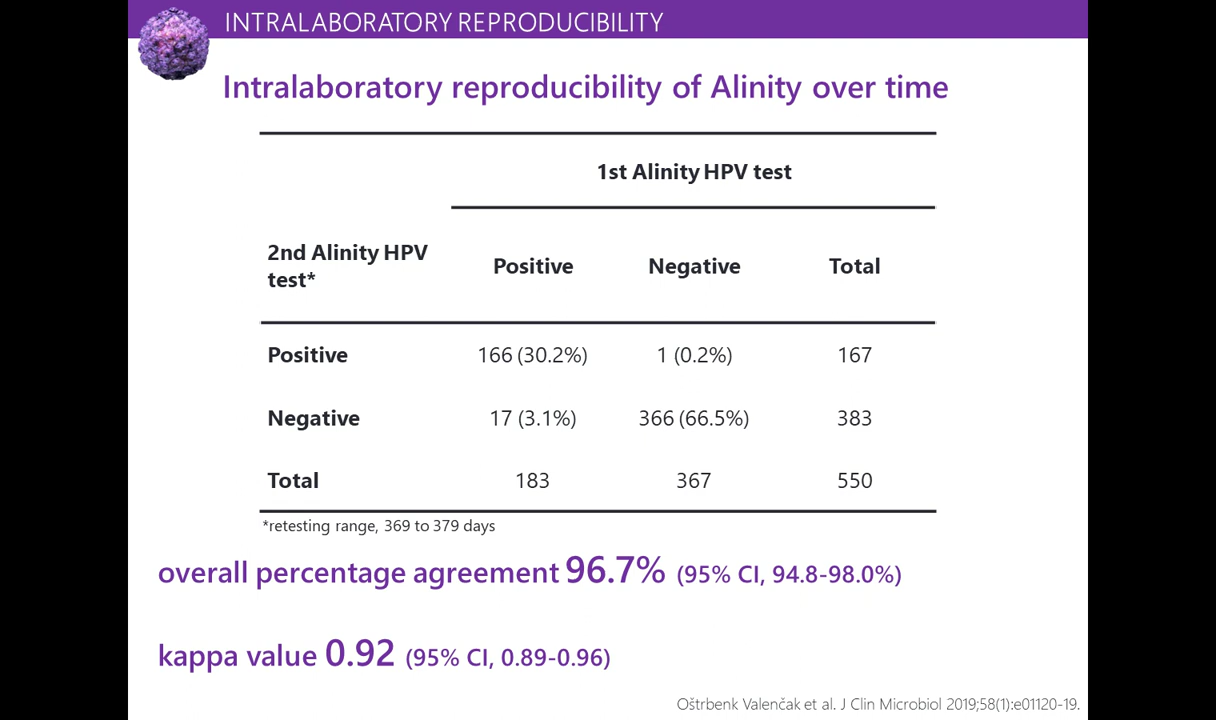 INTRALABORATORY REPRODUCIBILITY
Intralaboratory reproducibility of Alinity over time
1st Alinity HPV test
2nd Alinity HPV
test*
Positive Negative Total
Positive 166 (30.2%) 1 (0.2%) 167
Negative 17 (3.1%) 366 (66.5%) 383
Total 183 367 550
*retesting range, 369 to 379 days
overall percentage agreement 96.7% (95% CI, 94.8-98.0%)
kappa value 0.92 (95% CI, 0.89-0.96)
Oštrbenk Valenčak et al. J Clin Microbiol 2019;58(1):e01120-19.